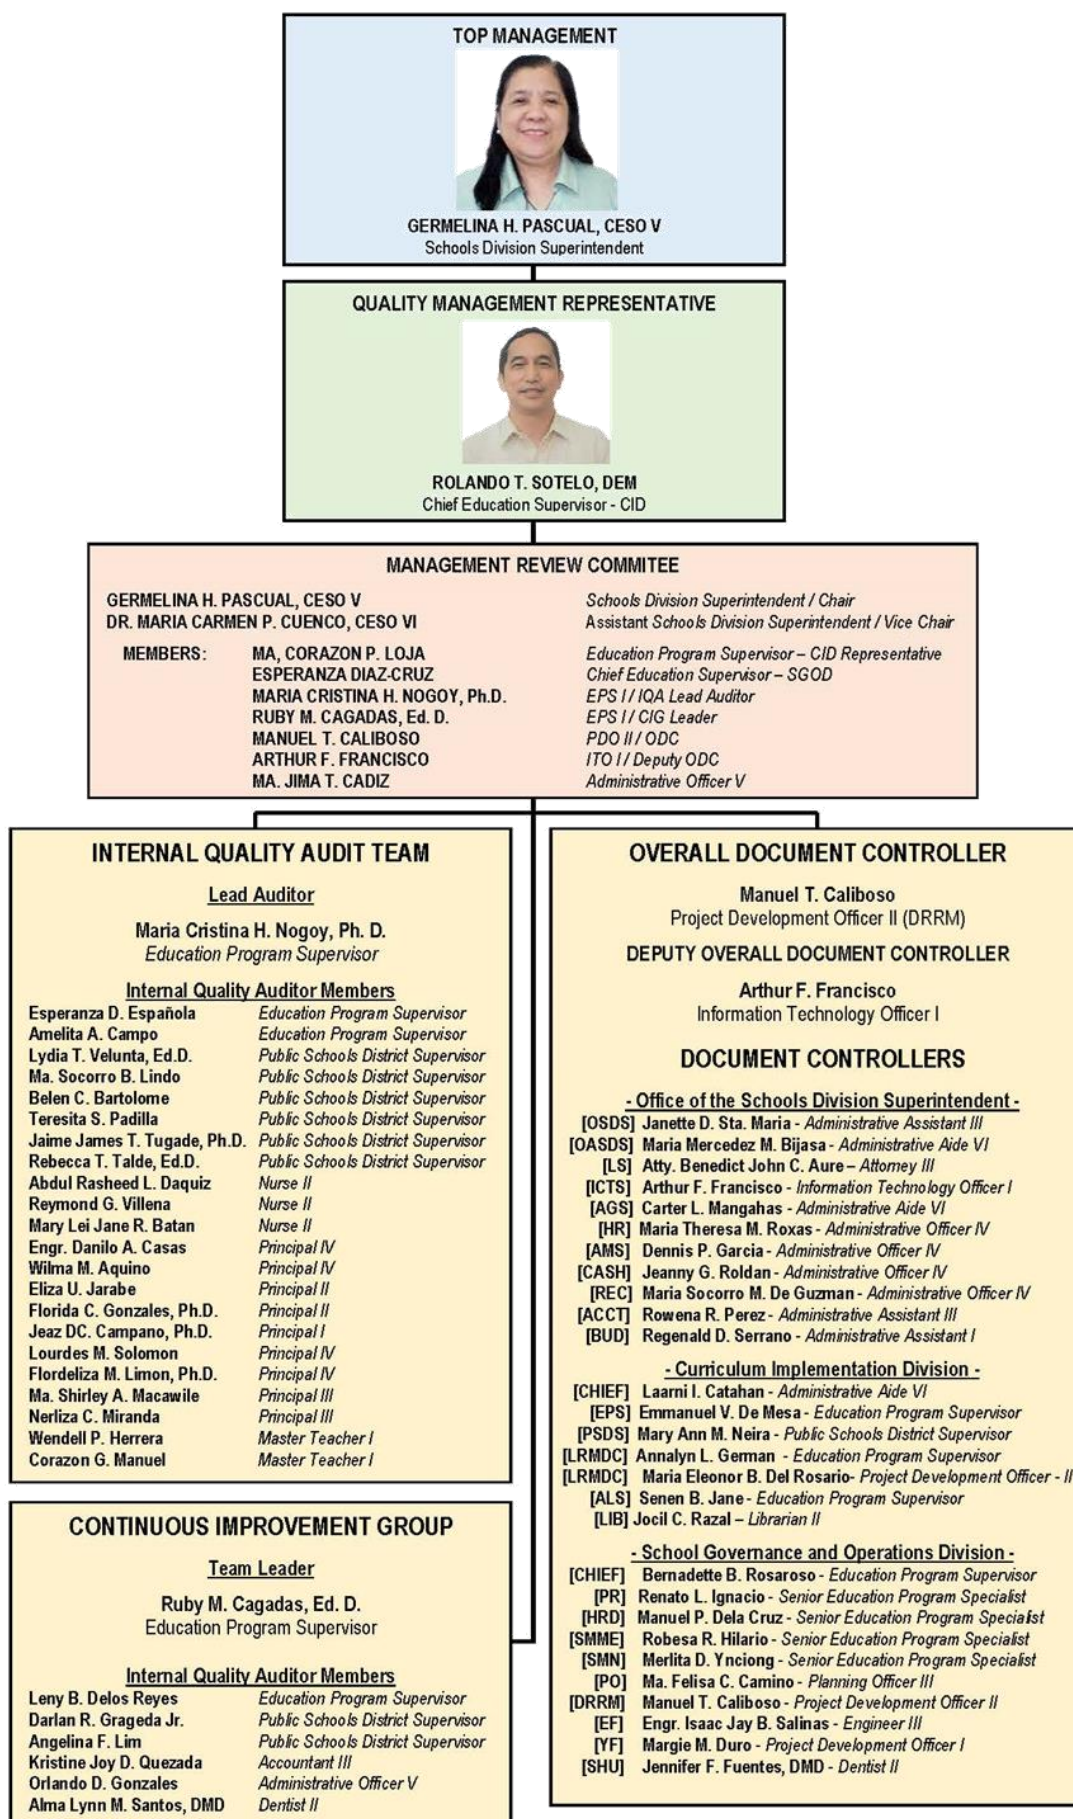 TOP MANAGEMENT
GERMELINA H. PASCUAL, CESO V
Schools Division Superintendent
QUALITY MANAGEMENT REPRESENTATIVE
ROLANDO T. SOTELO, DEM
Chief Education Supervisor - CID
MANAGEMENT REVIEW COMMITEE
GERMELINA H. PASCUAL, CESO V Schools Division Superintendent / Chair
DR. MARIA CARMEN P. CUENCO, CESO VI Assistant Schools Division Superintendent / Vice Chair
MEMBERS: MA, CORAZON P. LOJA Education Program Supervisor – CID Representative
ESPERANZA DIAZ-CRUZ Chief Education Supervisor – SGOD
MARIA CRISTINA H. NOGOY, Ph.D. EPS I / IQA Lead Auditor
RUBY M. CAGADAS, Ed. D. EPS I / CIG Leader
MANUEL T. CALIBOSO PDO II / ODC
ARTHUR F. FRANCISCO ITO I / Deputy ODC
MA. JIMA T. CADIZ Administrative Officer V
INTERNAL QUALITY AUDIT TEAM
Lead Auditor
Maria Cristina H. Nogoy, Ph. D.
Education Program Supervisor
Internal Quality Auditor Members
Esperanza D. Española Education Program Supervisor
Amelita A. Campo Education Program Supervisor
Lydia T. Velunta, Ed.D. Public Schools District Supervisor
Ma. Socorro B. Lindo Public Schools District Supervisor
Belen C. Bartolome Public Schools District Supervisor
Teresita S. Padilla Public Schools District Supervisor
Jaime James T. Tugade, Ph.D. Public Schools District Supervisor
Rebecca T. Talde, Ed.D. Public Schools District Supervisor
Abdul Rasheed L. Daquiz Nurse II
Reymond G. Villena Nurse II
Mary Lei Jane R. Batan Nurse II
Engr. Danilo A. Casas Principal IV
Wilma M. Aquino Principal IV
Eliza U. Jarabe Principal II
Florida C. Gonzales, Ph.D. Principal II
Jeaz DC. Campano, Ph.D. Principal I
Lourdes M. Solomon Principal IV
Flordeliza M. Limon, Ph.D. Principal IV
Ma. Shirley A. Macawile Principal III
Nerliza C. Miranda Principal III
Wendell P. Herrera Master Teacher I
Corazon G. Manuel Master Teacher I
CONTINUOUS IMPROVEMENT GROUP
Team Leader
Ruby M. Cagadas, Ed. D.
Education Program Supervisor
Internal Quality Auditor Members
Leny B. Delos Reyes Education Program Supervisor
Darlan R. Grageda Jr. Public Schools District Supervisor
Angelina F. Lim Public Schools District Supervisor
Kristine Joy D. Quezada Accountant III
Orlando D. Gonzales Administrative Officer V
Alma Lynn M. Santos, DMD Dentist II
OVERALL DOCUMENT CONTROLLER
Manuel T. Caliboso
Project Development Officer II (DRRM)
DEPUTY OVERALL DOCUMENT CONTROLLER
Arthur F. Francisco
Information Technology Officer I
DOCUMENT CONTROLLERS
- Office of the Schools Division Superintendent -
[OSDS] Janette D. Sta. Maria - Administrative Assistant III
[OASDS] Maria Mercedez M. Bijasa - Administrative Aide VI
[LS] Atty. Benedict John C. Aure – Attorney III
[ICTS] Arthur F. Francisco - Information Technology Officer I
[AGS] Carter L. Mangahas - Administrative Aide VI
[HR] Maria Theresa M. Roxas - Administrative Officer IV
[AMS] Dennis P. Garcia - Administrative Officer IV
[CASH] Jeanny G. Roldan - Administrative Officer IV
[REC] Maria Socorro M. De Guzman - Administrative Officer IV
[ACCT] Rowena R. Perez - Administrative Assistant III
[BUD] Regenald D. Serrano - Administrative Assistant I
- Curriculum Implementation Division -
[CHIEF] Laarni I. Catahan - Administrative Aide VI
[EPS] Emmanuel V. De Mesa - Education Program Supervisor
[PSDS] Mary Ann M. Neira - Public Schools District Supervisor
[LRMDC] Annalyn L. German - Education Program Supervisor
[LRMDC] Maria Eleonor B. Del Rosario- Project Development Officer - II
[ALS] Senen B. Jane - Education Program Supervisor
[LIB] Jocil C. Razal – Librarian II
- School Governance and Operations Division -
[CHIEF] Bernadette B. Rosaroso - Education Program Supervisor
[PR] Renato L. Ignacio - Senior Education Program Specialist
[HRD] Manuel P. Dela Cruz - Senior Education Program Specialist
[SMME] Robesa R. Hilario - Senior Education Program Specialist
[SMN] Merlita D. Ynciong - Senior Education Program Specialist
[PO] Ma. Felisa C. Camino - Planning Officer III
[DRRM] Manuel T. Caliboso - Project Development Officer II
[EF] Engr. Isaac Jay B. Salinas - Engineer III
[YF] Margie M. Duro - Project Development Officer I
[SHU] Jennifer F. Fuentes, DMD - Dentist II